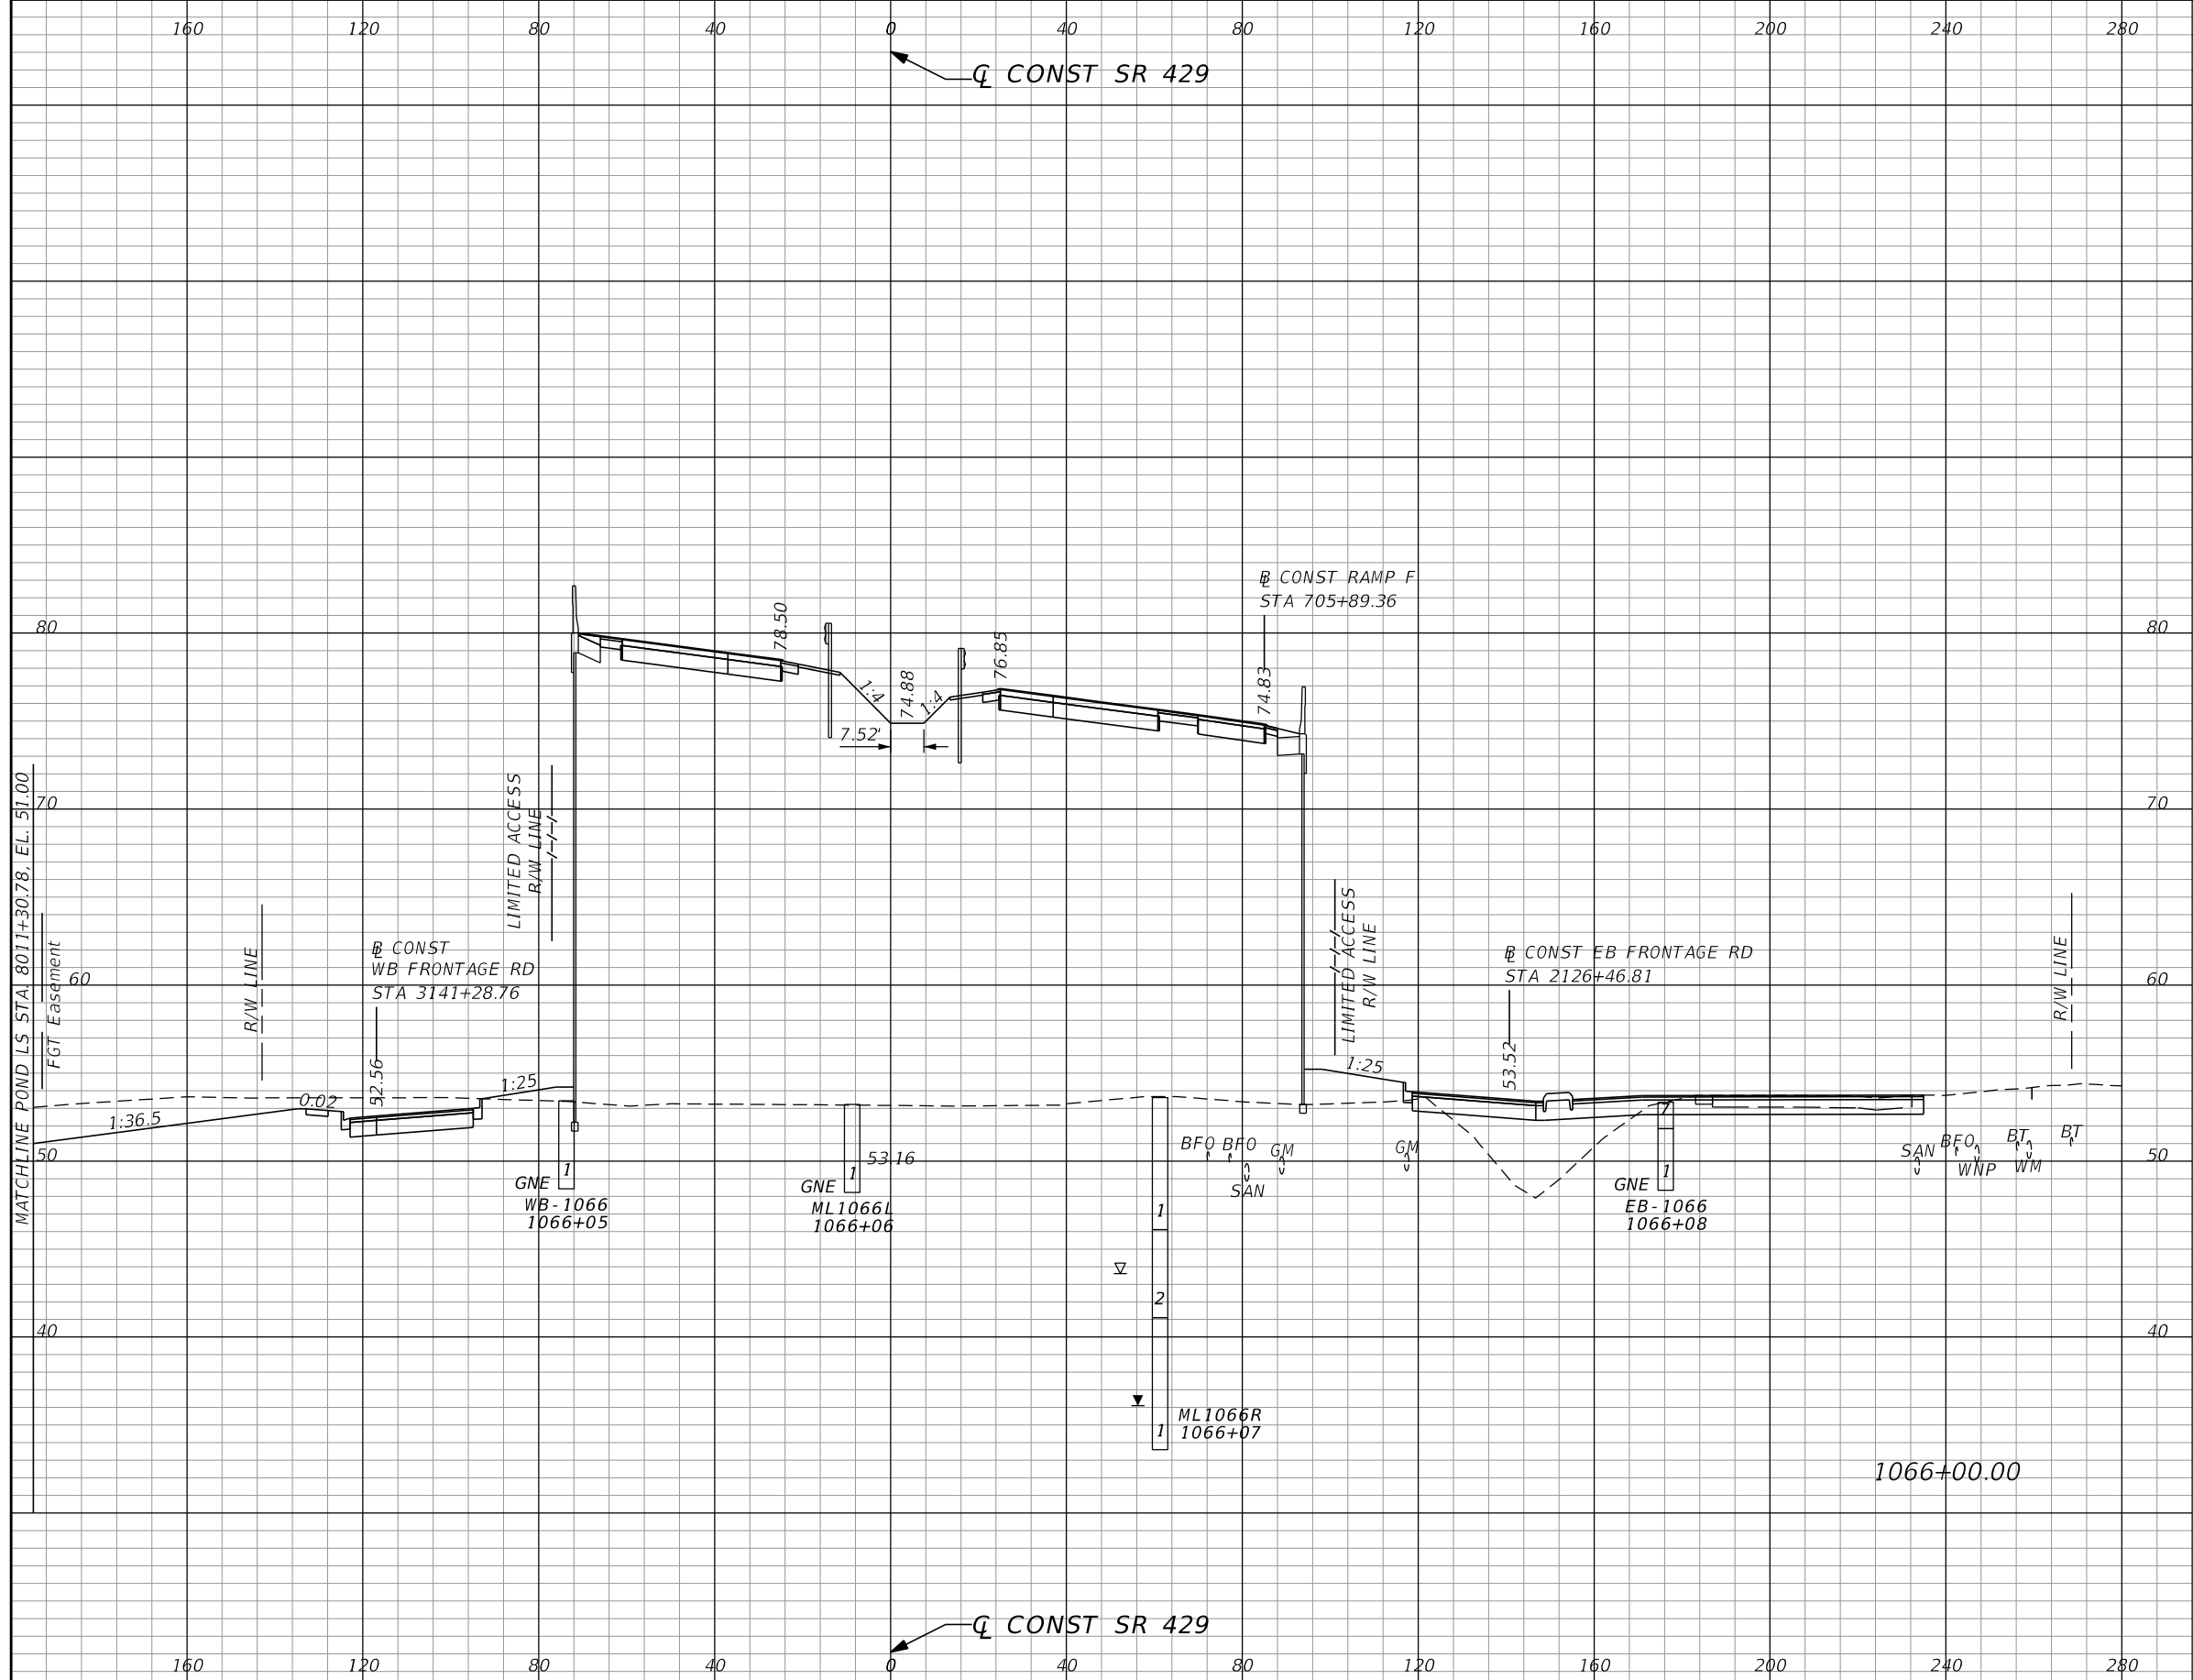 160 120 80 40 0 40 80 120 160 200 240 280
℄ CONST SR 429
℄ CONST RAMP F
STA 705+89.36
80
78.50
76.85
80
74.83
1:4
74.88
1:4
7.52'
70
70
MATCHLINE POND LS STA. 8011+30.78, EL. 51.00
FGT Easement
R/W LINE
LIMITED ACCESS
R/W LINE
LIMITED ACCESS
R/W LINE
R/W LINE
BL CONST
WB FRONTAGE RD
STA 3141+28.76
BL CONST EB FRONTAGE RD
STA 2126+46.81
60
60
52.56
53.52
1:25
1:25
0.02
1:36.5
50
53.16
BFO
BFO
GM
GM
SAN
SAN
BFO
WNP
BT
WM
BT
50
7
1
GNE
WB-1066
1066+05
1
GNE
ML1066L
1066+06
1
GNE
EB-1066
1066+08
1
2
1
ML1066R
1066+07
40
40
1066+00.00
℄ CONST SR 429
160 120 80 40 0 40 80 120 160 200 240 280